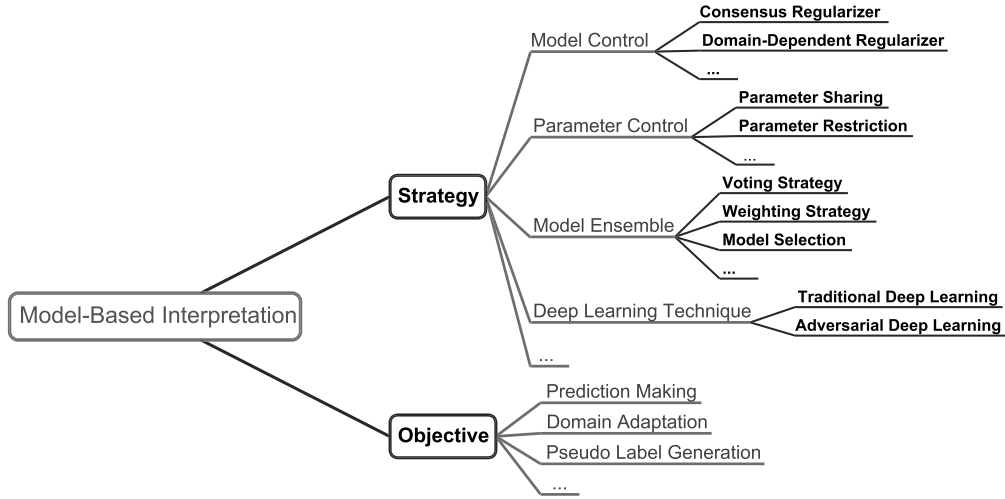 Model-Based Interpretation
Strategy
Model Control
Consensus Regularizer
Domain-Dependent Regularizer
...
Parameter Control
Parameter Sharing
Parameter Restriction
...
Model Ensemble
Voting Strategy
Weighting Strategy
Model Selection
...
Deep Learning Technique
Traditional Deep Learning
Adversarial Deep Learning
...
Objective
Prediction Making
Domain Adaptation
Pseudo Label Generation
...